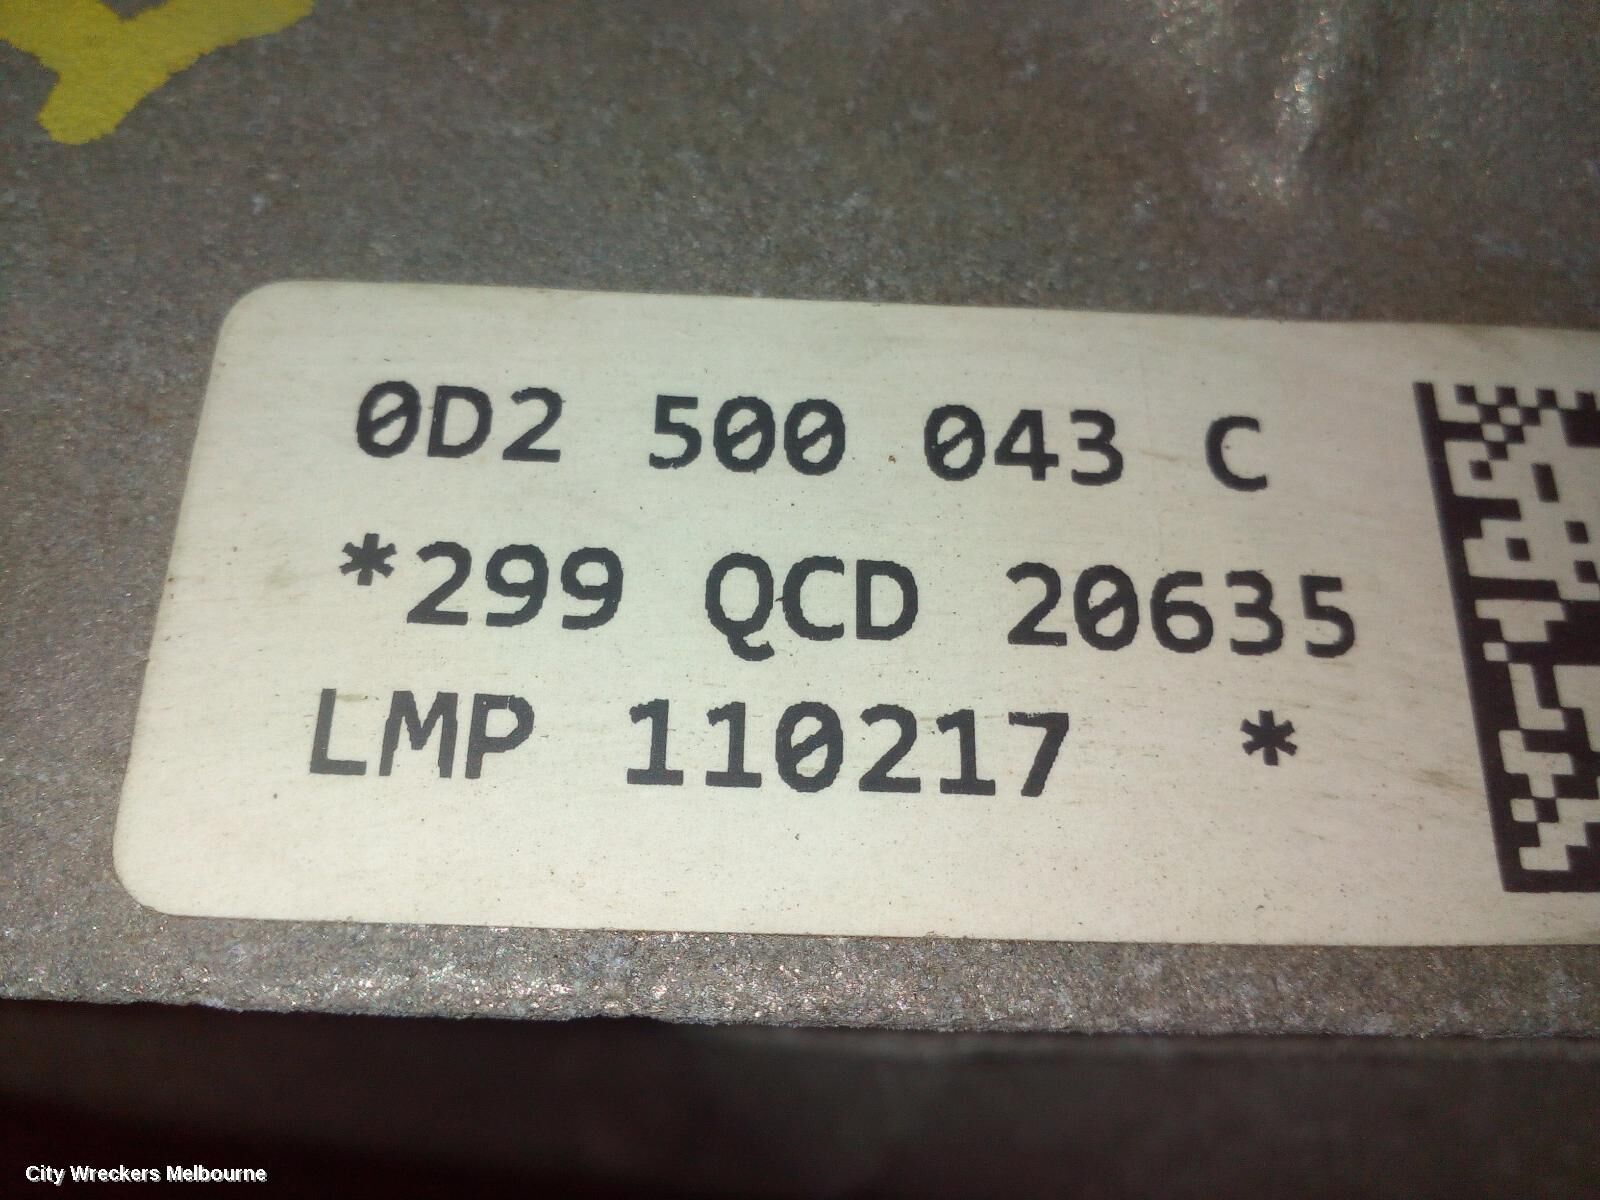 0D2 500 043 C
*299 QCD 20635
LMP 110217 *
City Wreckers Melbourne